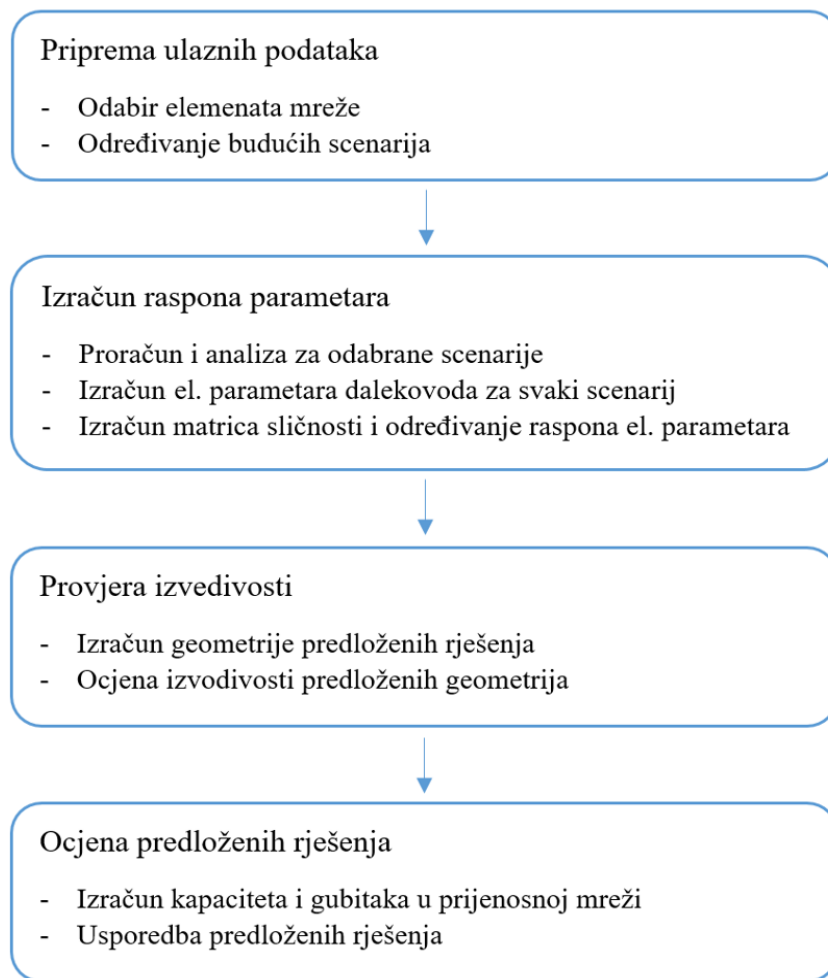 Priprema ulaznih podataka
- Odabir elemenata mreže
- Određivanje budućih scenarija
Izračun raspona parametara
- Proračun i analiza za odabrane scenarije
- Izračun el. parametara dalekovoda za svaki scenarij
- Izračun matrica sličnosti i određivanje raspona el. parametara
Provjera izvedivosti
- Izračun geometrije predloženih rješenja
- Ocjena izvodivosti predloženih geometrija
Ocjena predloženih rješenja
- Izračun kapaciteta i gubitaka u prijenosnoj mreži
- Usporedba predloženih rješenja